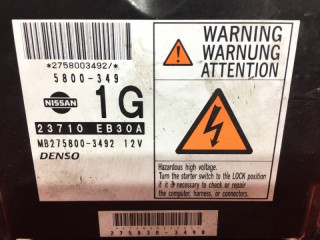 *2758003492/*
5800-349
NISSAN
1G
23710 EB30A
MB275800-3492 12V
DENSO
WARNING
WARNUNG
ATTENTION
Hazardous high voltage.
Turn the starter switch to the LOCK position
if it is necessary to check or repair
the computer, harness, or connectors.